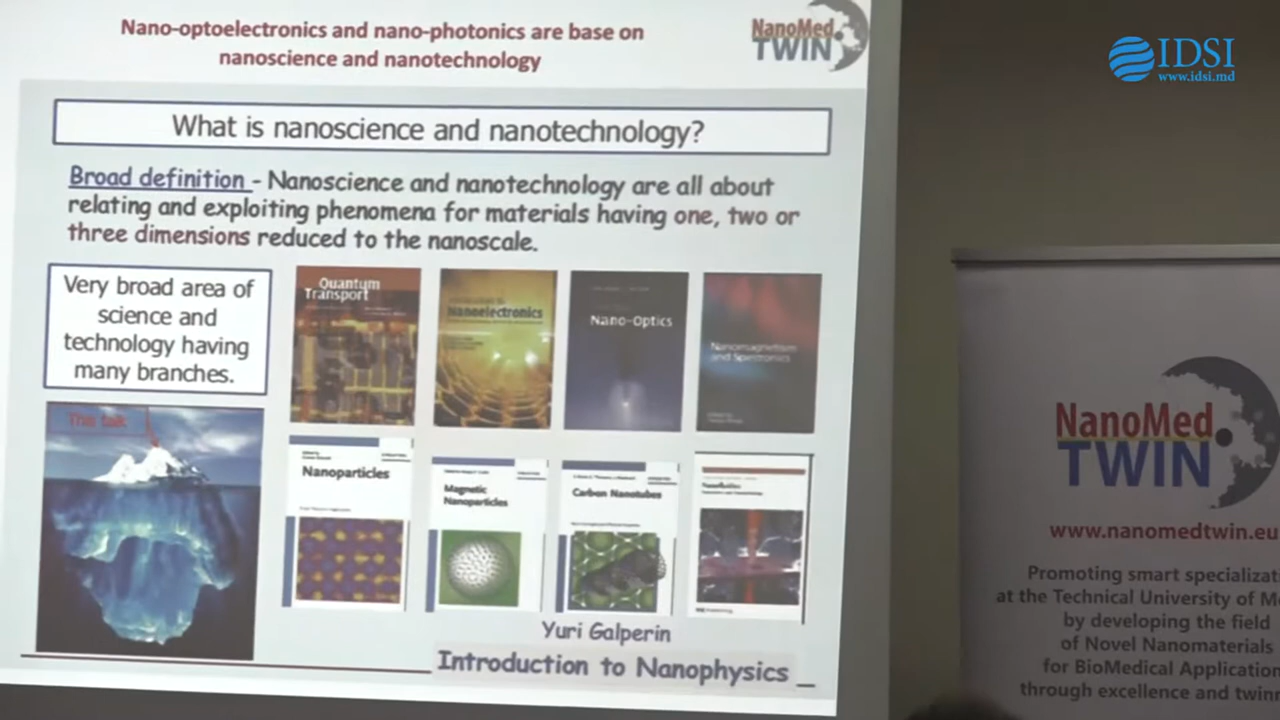 Nano-optoelectronics and nano-photonics are base on
nanoscience and nanotechnology
NanoMed
TWIN
IDSI
www.idsi.md
What is nanoscience and nanotechnology?
Broad definition - Nanoscience and nanotechnology are all about
relating and exploiting phenomena for materials having one, two or
three dimensions reduced to the nanoscale.
Very broad area of
science and
technology having
many branches.
This talk
Quantum
Transport
Nanoelectronics
Nano-Optics
Nanomagnetism
and Spintronics
Nanoparticles
Magnetic
Nanoparticles
Carbon Nanotubes
Yuri Galperin
Introduction to Nanophysics
NanoMed
TWIN
www.nanomedtwin.eu
Promoting smart specializati
at the Technical University of M
by developing the field
of Novel Nanomaterials
for BioMedical Application
through excellence and twinn